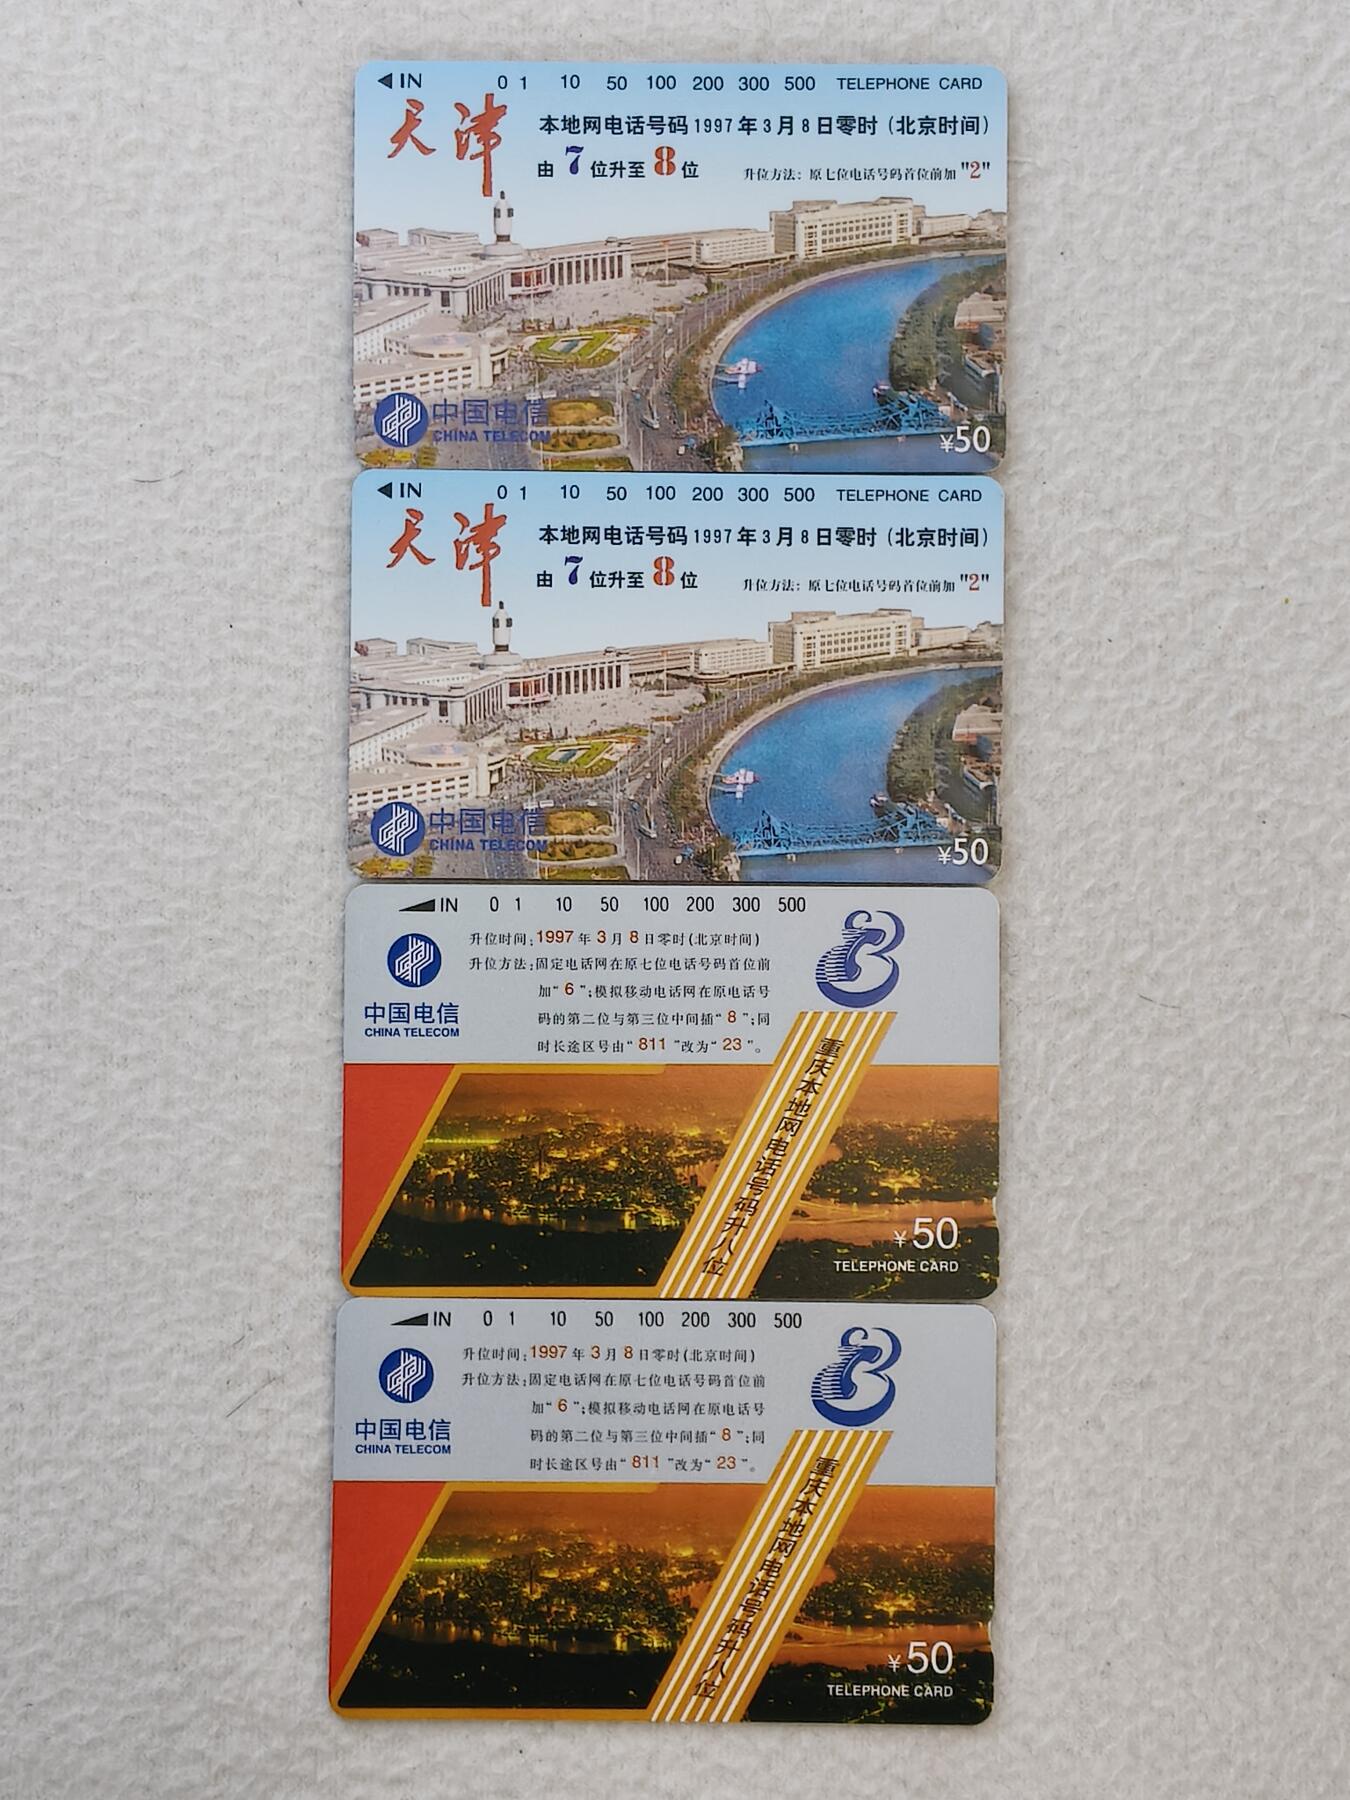 IN 0 1 10 50 100 200 300 500 TELEPHONE CARD
天津
本地网电话号码1997年3月8日零时（北京时间）
由7位升至8位
升位方法：原七位电话号码首位前加"2"
中国电信
CHINA TELECOM
¥50
IN 0 1 10 50 100 200 300 500 TELEPHONE CARD
天津
本地网电话号码1997年3月8日零时（北京时间）
由7位升至8位
升位方法：原七位电话号码首位前加"2"
中国电信
CHINA TELECOM
¥50
IN 0 1 10 50 100 200 300 500
升位时间：1997年3月8日零时(北京时间)
升位方法：固定电话网在原七位电话号码首位前
加“6”；模拟移动电话网在原电话号
码的第二位与第三位中间插“8”；同
时长途区号由“811”改为“23”。
中国电信
CHINA TELECOM
重庆本地网电话号码升八位
¥50
TELEPHONE CARD
IN 0 1 10 50 100 200 300 500
升位时间：1997年3月8日零时(北京时间)
升位方法：固定电话网在原七位电话号码首位前
加“6”；模拟移动电话网在原电话号
码的第二位与第三位中间插“8”；同
时长途区号由“811”改为“23”。
中国电信
CHINA TELECOM
重庆本地网电话号码升八位
¥50
TELEPHONE CARD